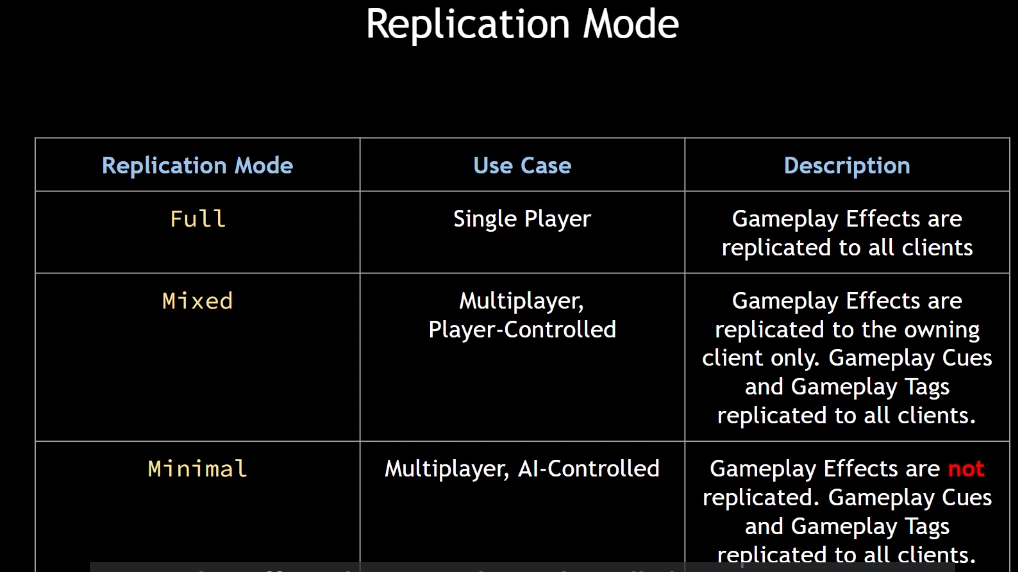 Replication Mode
Replication Mode
Use Case
Description
Full
Single Player
Gameplay Effects are
replicated to all clients
Mixed
Multiplayer,
Player-Controlled
Gameplay Effects are
replicated to the owning
client only. Gameplay Cues
and Gameplay Tags
replicated to all clients.
Minimal
Multiplayer, AI-Controlled
Gameplay Effects are not
replicated. Gameplay Cues
and Gameplay Tags
replicated to all clients.